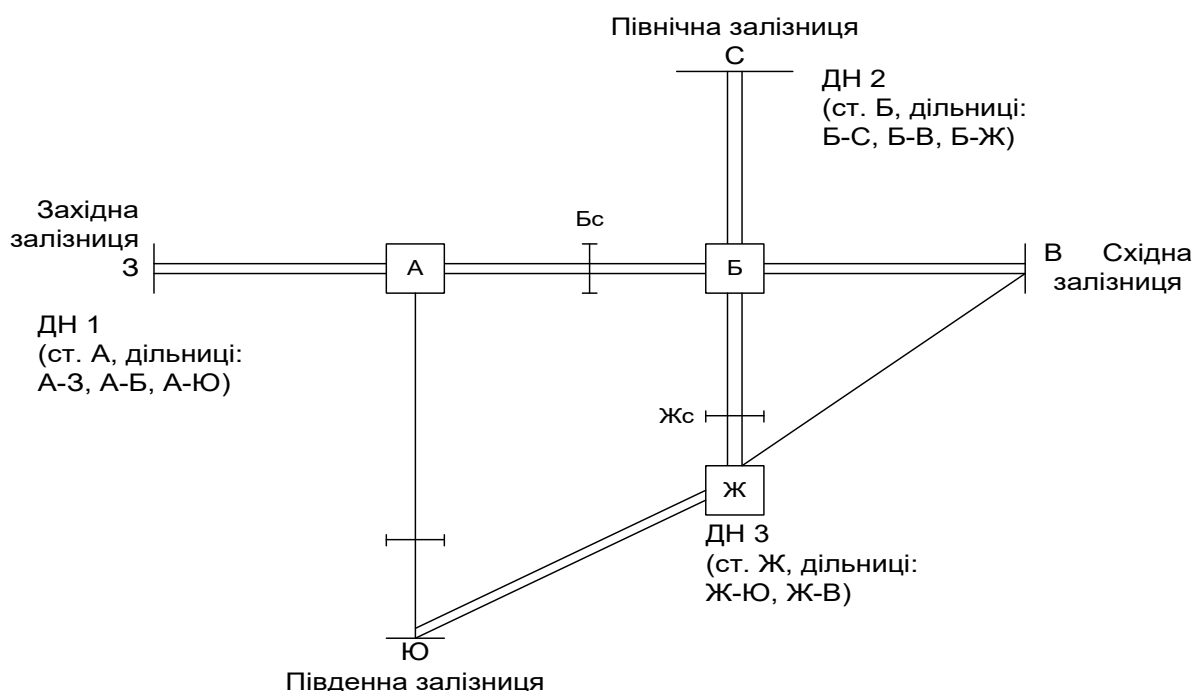 Північна залізниця
С
ДН 2
(ст. Б, дільниці:
Б-С, Б-В, Б-Ж)
Західна
залізниця
З
А
Бс
Б
В Східна
залізниця
ДН 1
(ст. А, дільниці:
А-З, А-Б, А-Ю)
Жс
Ж
ДН 3
(ст. Ж, дільниці:
Ж-Ю, Ж-В)
Ю
Південна залізниця